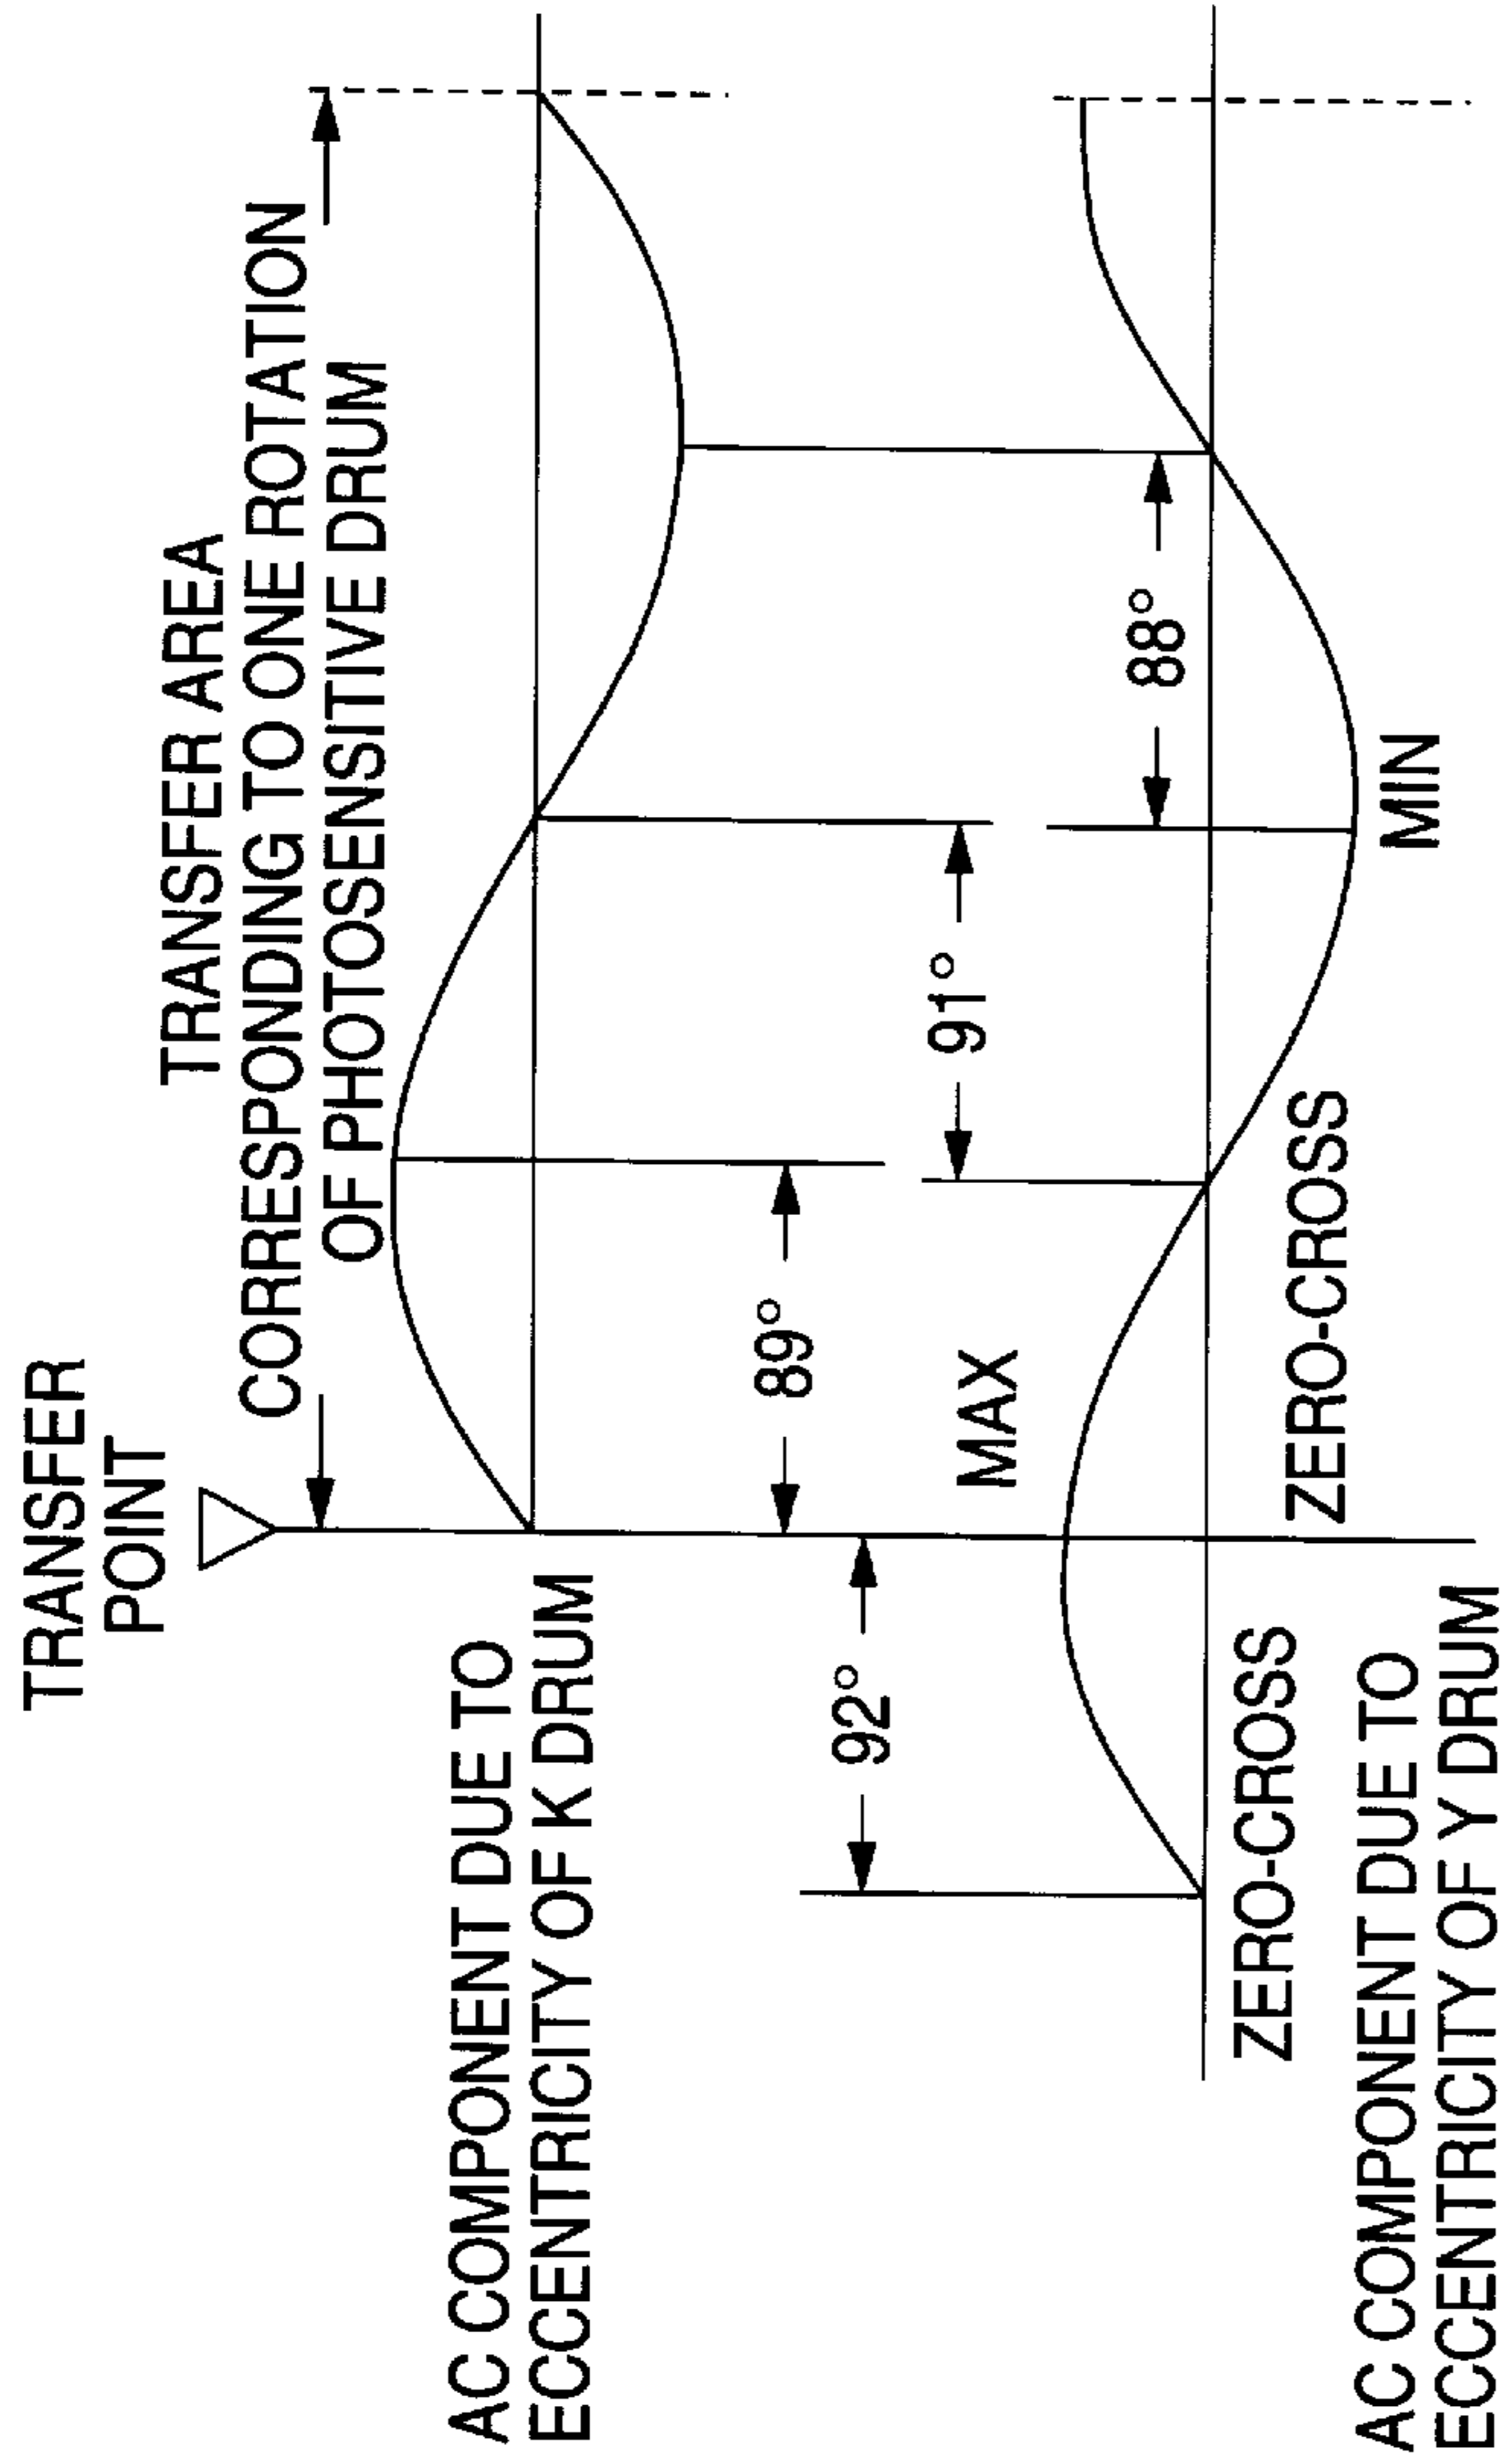 TRANSFER
POINT
TRANSFER AREA
CORRESPONDING TO ONE ROTATION
OF PHOTOSENSITIVE DRUM
AC COMPONENT DUE TO
ECCENTRICITY OF K DRUM
89°
92°
91°
MAX
88°
ZERO-CROSS
ZERO-CROSS
MIN
AC COMPONENT DUE TO
ECCENTRICITY OF Y DRUM